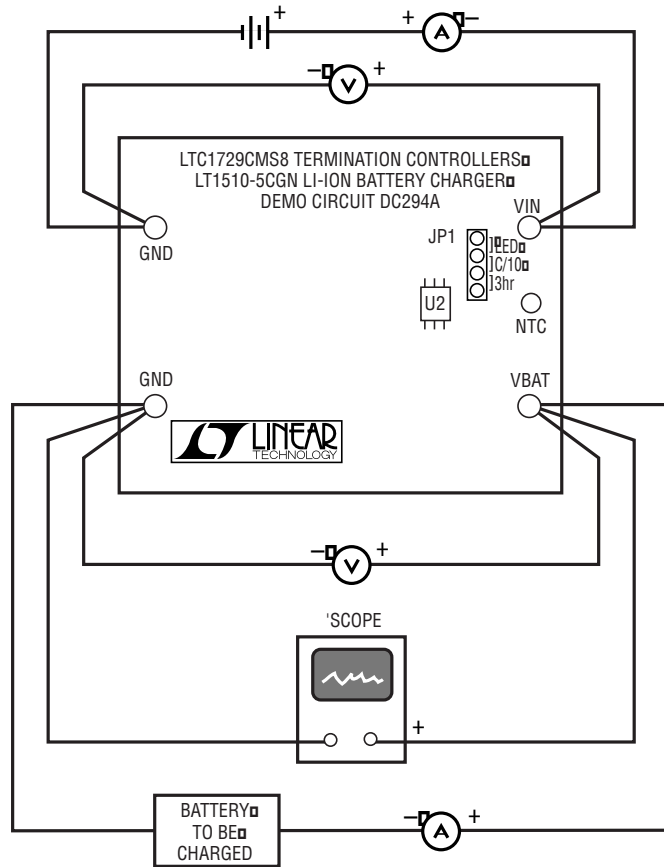 +
+ A –
– V +
LTC1729CMS8 TERMINATION CONTROLLERS
LT1510-5CGN LI-ION BATTERY CHARGER
DEMO CIRCUIT DC294A
VIN
GND
JP1
]LED
]C/10
]3hr
U2
NTC
GND
VBAT
LINEAR
TECHNOLOGY
– V +
'SCOPE
+
BATTERY
TO BE
CHARGED
– A +